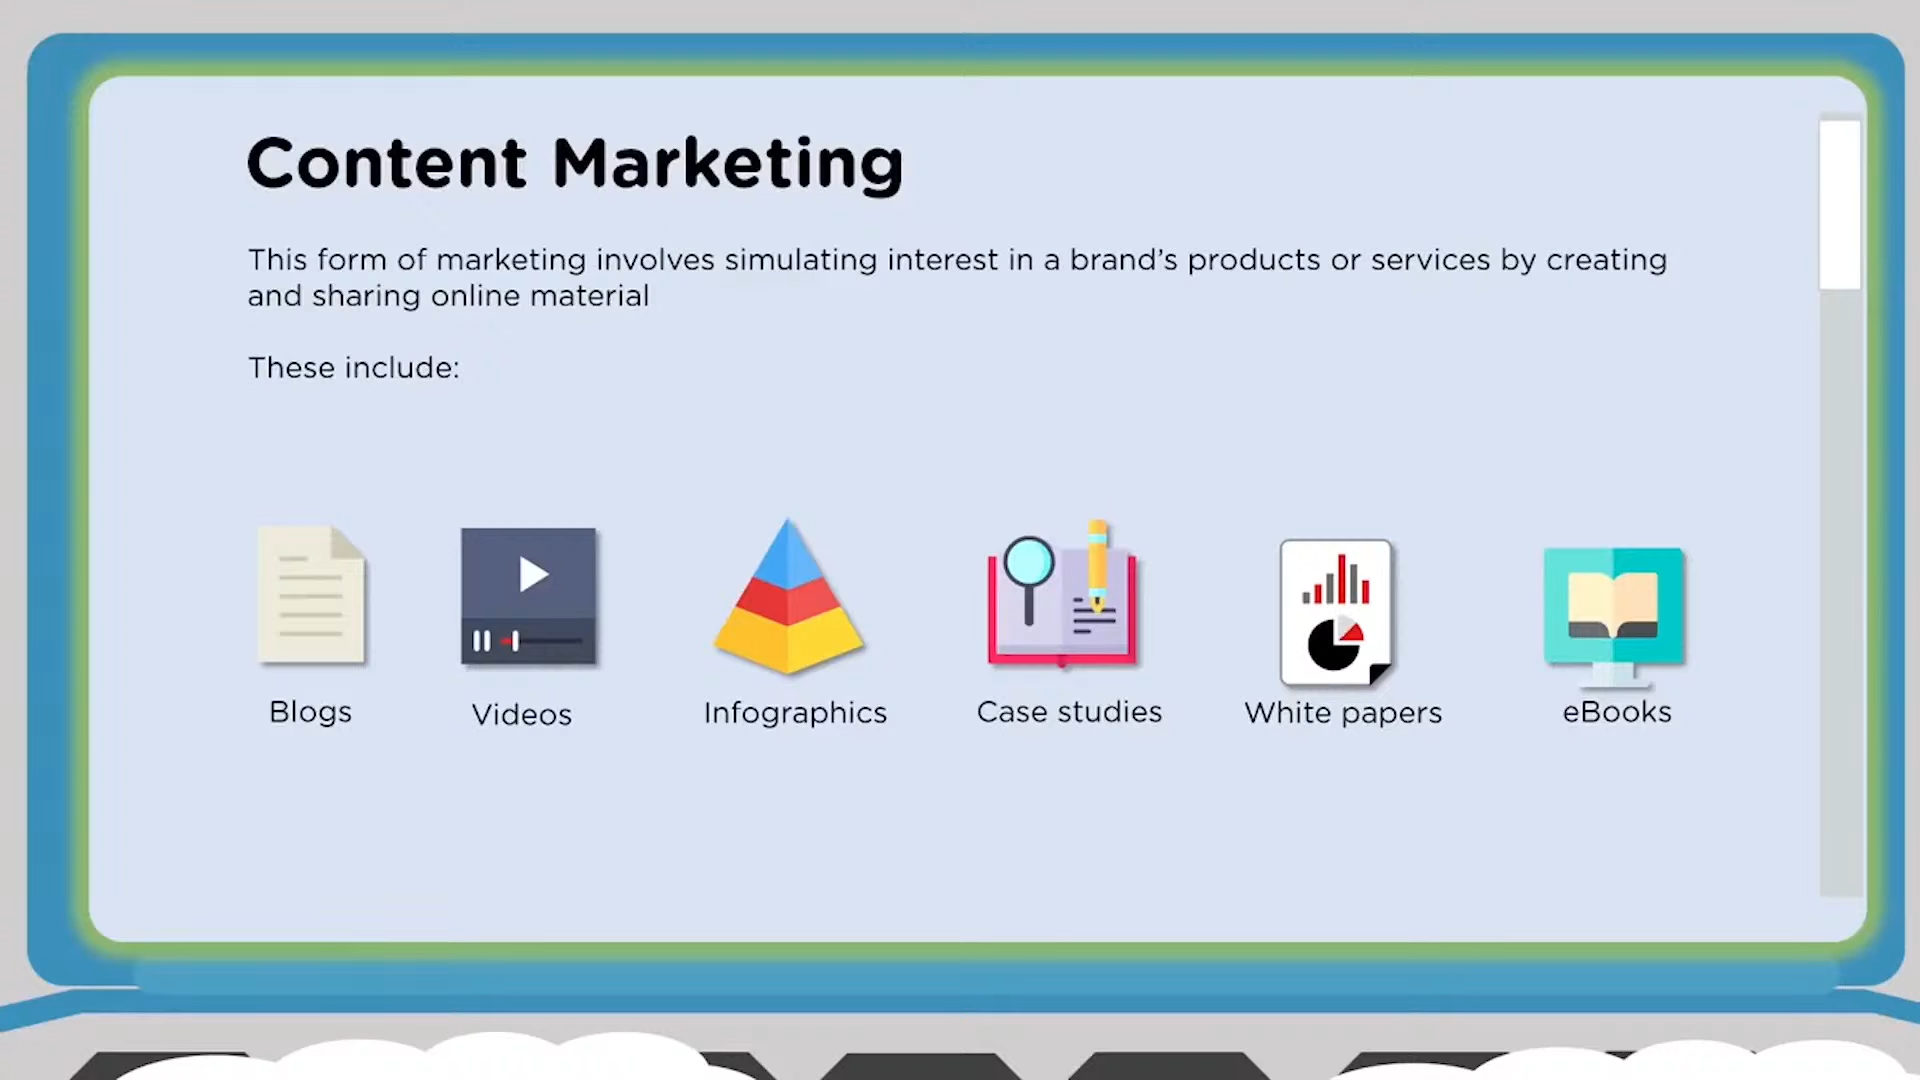 Content Marketing
This form of marketing involves simulating interest in a brand’s products or services by creating
and sharing online material
These include:
Blogs
Videos
Infographics
Case studies
White papers
eBooks